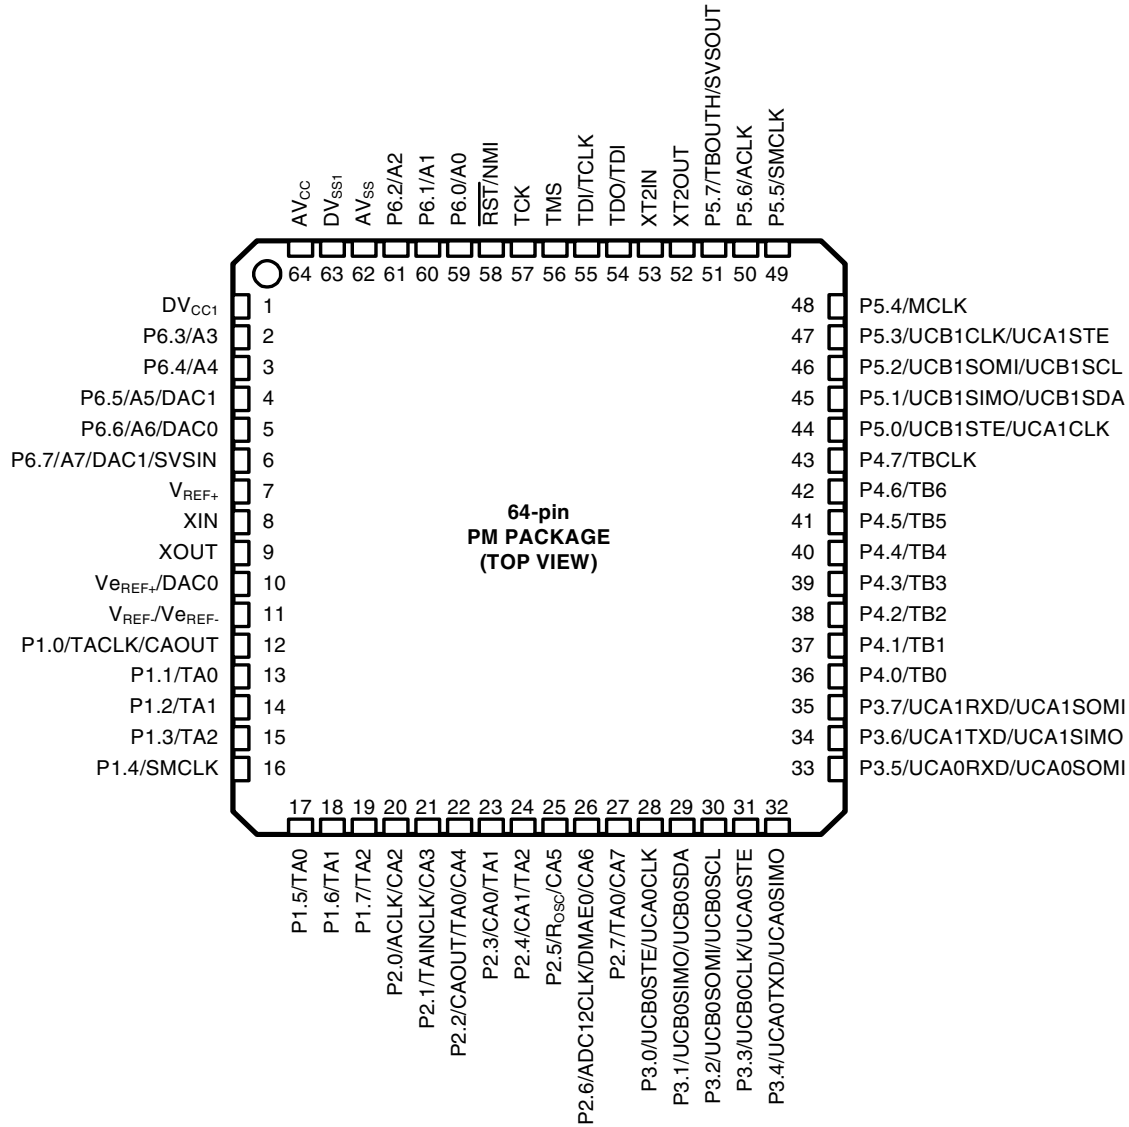 AVCC
DVSS1
AVSS
P6.2/A2
P6.1/A1
P6.0/A0
RST/NMI
TCK
TMS
TDI/TCLK
TDO/TDI
XT2IN
XT2OUT
P5.7/TBOUTH/SVSOUT
P5.6/ACLK
P5.5/SMCLK
64 63 62 61 60 59 58 57 56 55 54 53 52 51 50 49
DVCC1 1
P6.3/A3 2
P6.4/A4 3
P6.5/A5/DAC1 4
P6.6/A6/DAC0 5
P6.7/A7/DAC1/SVSIN 6
VREF+ 7
XIN 8
XOUT 9
VeREF+/DAC0 10
VREF-/VeREF- 11
P1.0/TACLK/CAOUT 12
P1.1/TA0 13
P1.2/TA1 14
P1.3/TA2 15
P1.4/SMCLK 16
64-pin
PM PACKAGE
(TOP VIEW)
48 P5.4/MCLK
47 P5.3/UCB1CLK/UCA1STE
46 P5.2/UCB1SOMI/UCB1SCL
45 P5.1/UCB1SIMO/UCB1SDA
44 P5.0/UCB1STE/UCA1CLK
43 P4.7/TBCLK
42 P4.6/TB6
41 P4.5/TB5
40 P4.4/TB4
39 P4.3/TB3
38 P4.2/TB2
37 P4.1/TB1
36 P4.0/TB0
35 P3.7/UCA1RXD/UCA1SOMI
34 P3.6/UCA1TXD/UCA1SIMO
33 P3.5/UCA0RXD/UCA0SOMI
17 18 19 20 21 22 23 24 25 26 27 28 29 30 31 32
P1.5/TA0
P1.6/TA1
P1.7/TA2
P2.0/ACLK/CA2
P2.1/TAINCLK/CA3
P2.2/CAOUT/TA0/CA4
P2.3/CA0/TA1
P2.4/CA1/TA2
P2.5/ROSC/CA5
P2.6/ADC12CLK/DMAE0/CA6
P2.7/TA0/CA7
P3.0/UCB0STE/UCA0CLK
P3.1/UCB0SIMO/UCB0SDA
P3.2/UCB0SOMI/UCB0SCL
P3.3/UCB0CLK/UCA0STE
P3.4/UCA0TXD/UCA0SIMO